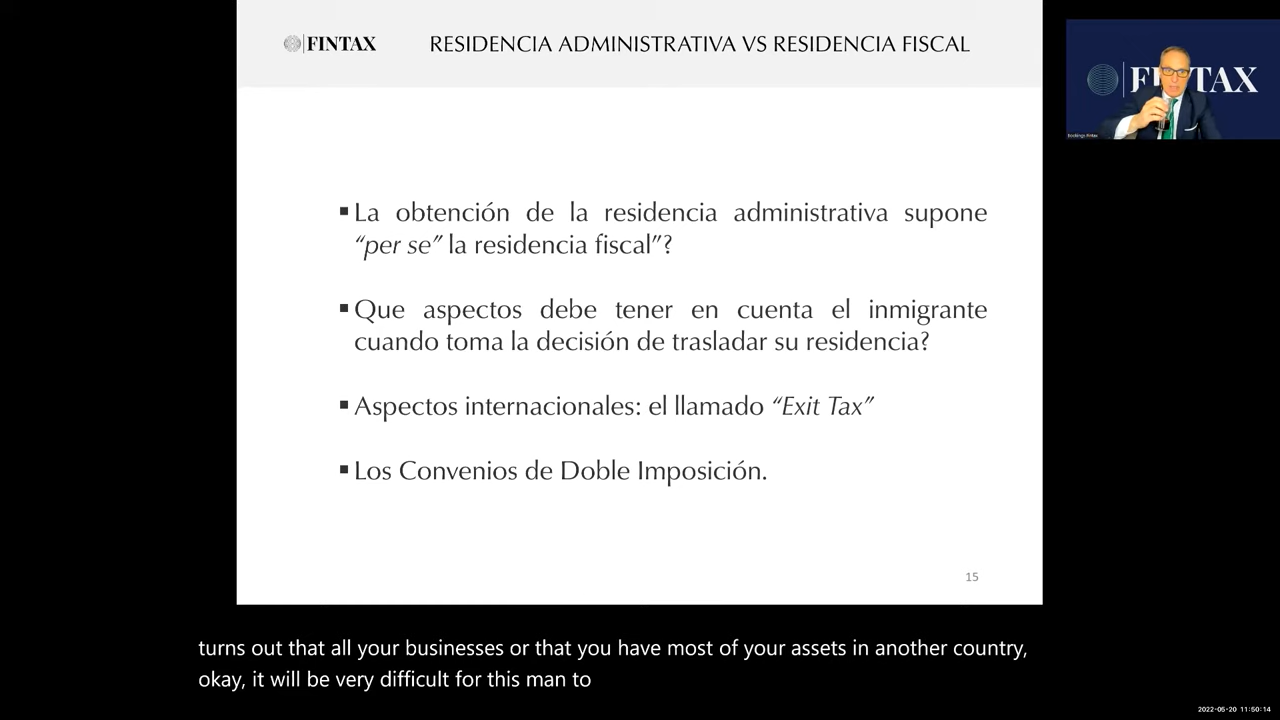 FINTAX
RESIDENCIA ADMINISTRATIVA VS RESIDENCIA FISCAL
FINTAX
Bookings Fintax
▪La obtención de la residencia administrativa supone
“per se” la residencia fiscal”?
▪Que aspectos debe tener en cuenta el inmigrante
cuando toma la decisión de trasladar su residencia?
▪Aspectos internacionales: el llamado “Exit Tax”
▪Los Convenios de Doble Imposición.
15
turns out that all your businesses or that you have most of your assets in another country,
okay, it will be very difficult for this man to
2022-05-20 11:50:14